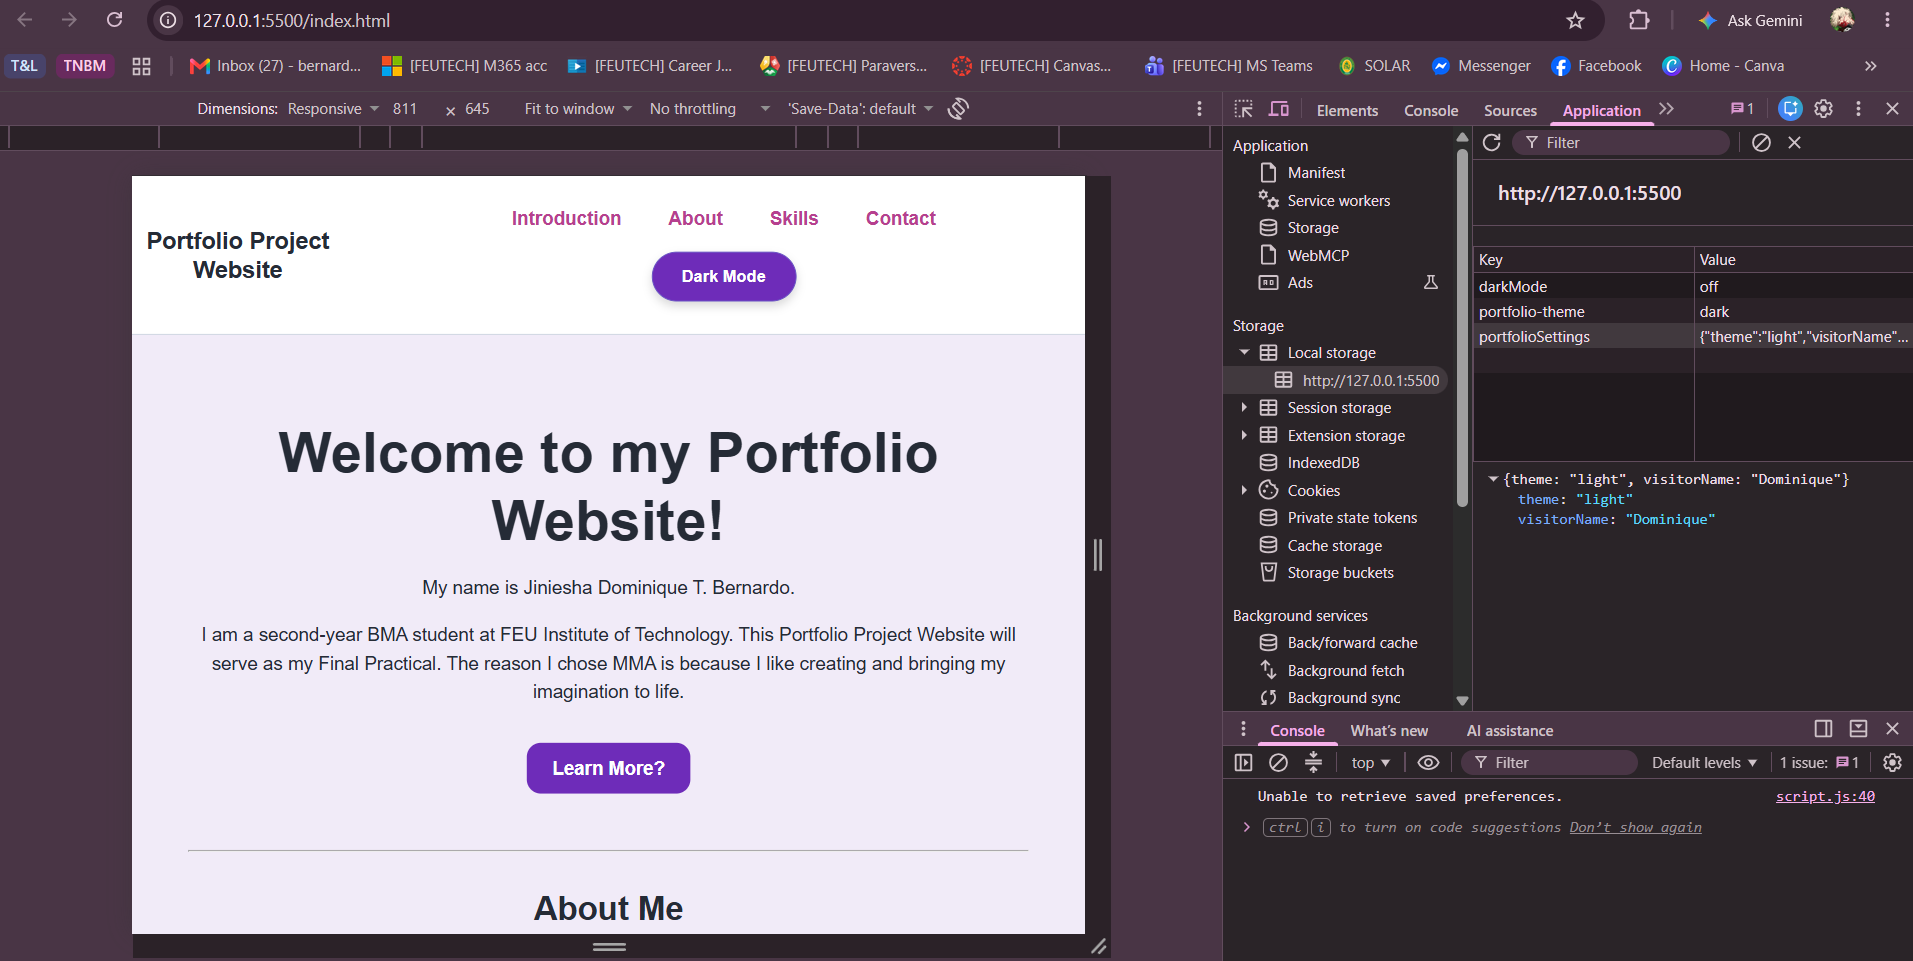 127.0.0.1:5500/index.html
Ask Gemini
T&L
TNBM
Inbox (27) - bernard...
[FEUTECH] M365 acc
[FEUTECH] Career J...
[FEUTECH] Paravers...
[FEUTECH] Canvas...
[FEUTECH] MS Teams
SOLAR
Messenger
Facebook
Home - Canva
Dimensions: Responsive 811 × 645 Fit to window No throttling 'Save-Data': default
Portfolio Project
Website
Introduction About Skills Contact
Dark Mode
Welcome to my Portfolio
Website!
My name is Jiniesha Dominique T. Bernardo.
I am a second-year BMA student at FEU Institute of Technology. This Portfolio Project Website will
serve as my Final Practical. The reason I chose MMA is because I like creating and bringing my
imagination to life.
Learn More?
About Me
Elements Console Sources Application 1
Application
Manifest
Service workers
Storage
WebMCP
Ads
Storage
Local storage
http://127.0.0.1:5500
Session storage
Extension storage
IndexedDB
Cookies
Private state tokens
Cache storage
Storage buckets
Background services
Back/forward cache
Background fetch
Background sync
Filter
http://127.0.0.1:5500
Key Value
darkMode off
portfolio-theme dark
portfolioSettings {"theme":"light","visitorName"...
{theme: "light", visitorName: "Dominique"}
theme: "light"
visitorName: "Dominique"
Console What's new AI assistance
top Filter Default levels 1 issue: 1
Unable to retrieve saved preferences. script.js:40
ctrl i to turn on code suggestions Don't show again